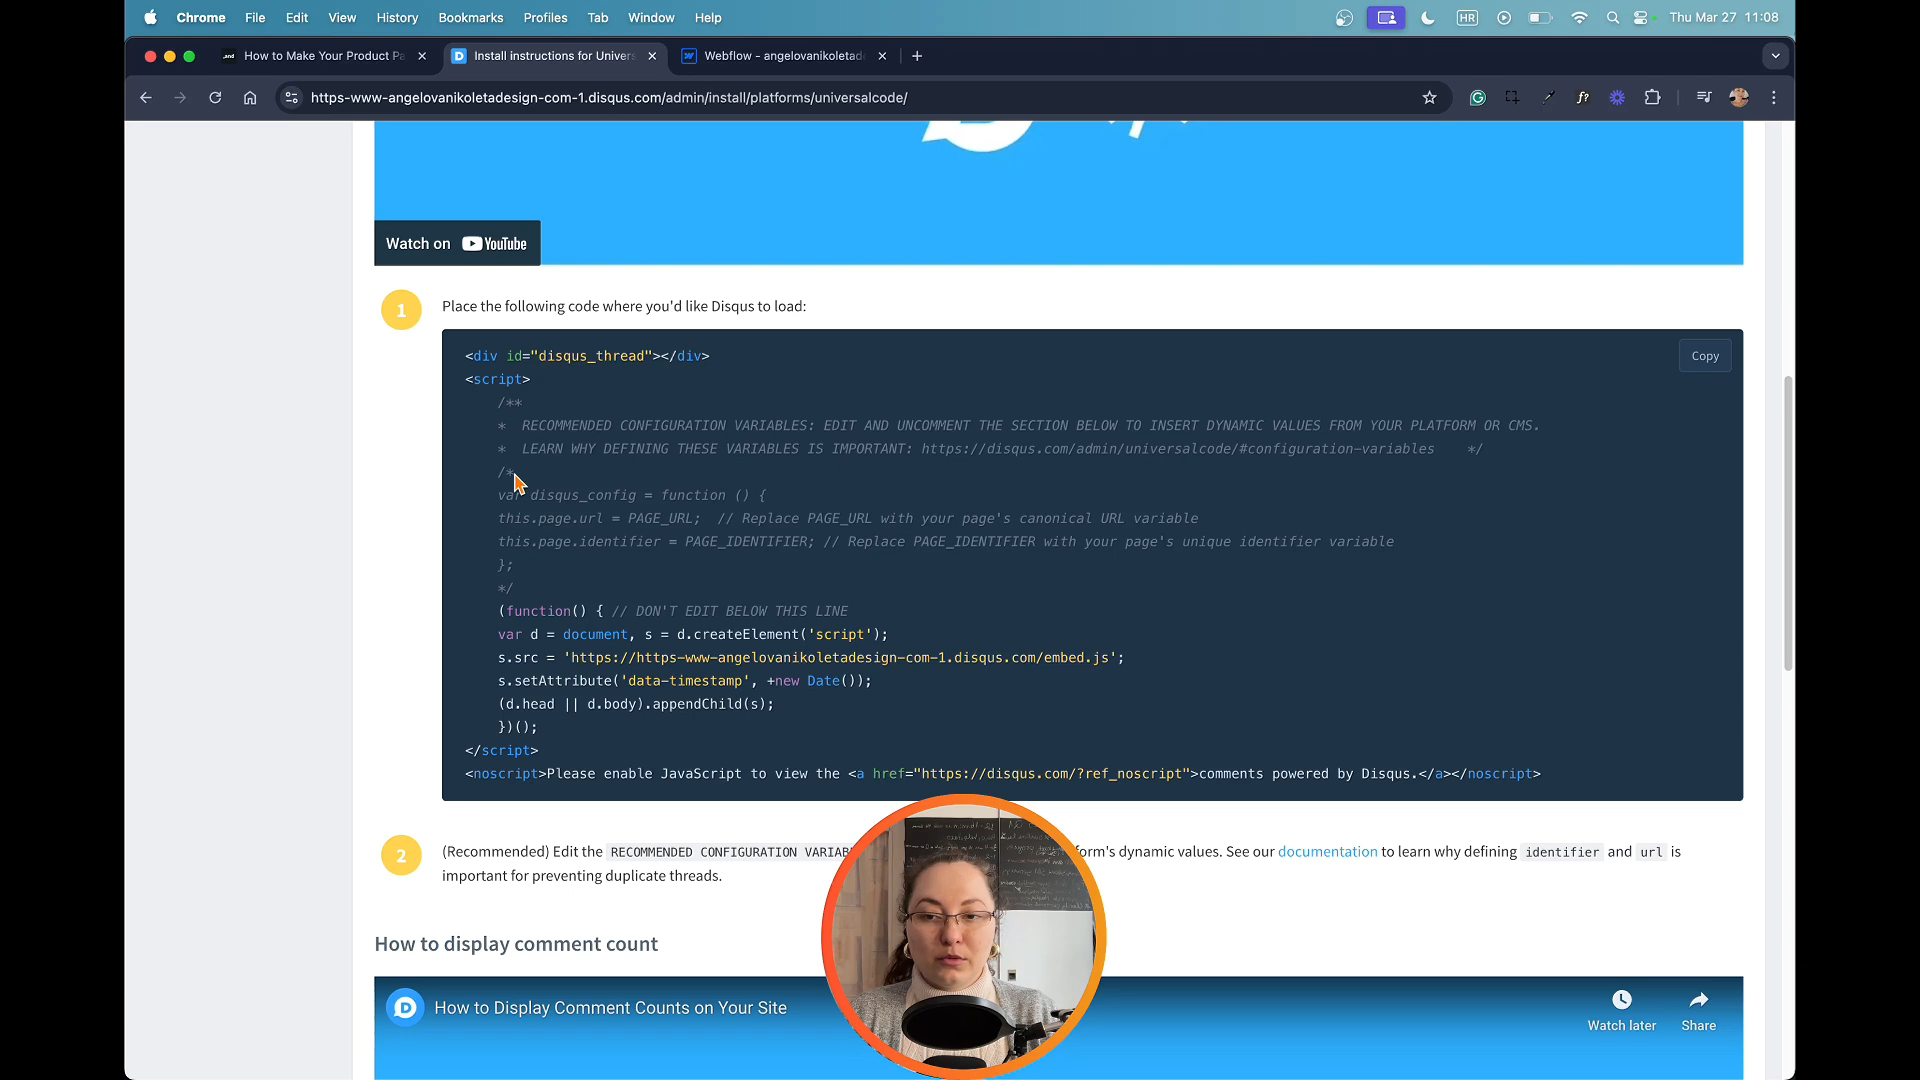 Chrome File Edit View History Bookmarks Profiles Tab Window Help HR Thu Mar 27 11:08
How to Make Your Product Pa Install instructions for Univers Webflow - angelovanikoletad
https-www-angelovanikoletadesign-com-1.disqus.com/admin/install/platforms/universalcode/
Watch on YouTube
1 Place the following code where you'd like Disqus to load:
Copy
<div id="disqus_thread"></div>
<script>
/**
* RECOMMENDED CONFIGURATION VARIABLES: EDIT AND UNCOMMENT THE SECTION BELOW TO INSERT DYNAMIC VALUES FROM YOUR PLATFORM OR CMS.
* LEARN WHY DEFINING THESE VARIABLES IS IMPORTANT: https://disqus.com/admin/universalcode/#configuration-variables */
/*
var disqus_config = function () {
this.page.url = PAGE_URL; // Replace PAGE_URL with your page's canonical URL variable
this.page.identifier = PAGE_IDENTIFIER; // Replace PAGE_IDENTIFIER with your page's unique identifier variable
};
*/
(function() { // DON'T EDIT BELOW THIS LINE
var d = document, s = d.createElement('script');
s.src = 'https://https-www-angelovanikoletadesign-com-1.disqus.com/embed.js';
s.setAttribute('data-timestamp', +new Date());
(d.head || d.body).appendChild(s);
})();
</script>
<noscript>Please enable JavaScript to view the <a href="https://disqus.com/?ref_noscript">comments powered by Disqus.</a></noscript>
2 (Recommended) Edit the RECOMMENDED CONFIGURATION VARIAB orm's dynamic values. See our documentation to learn why defining identifier and url is
important for preventing duplicate threads.
How to display comment count
D How to Display Comment Counts on Your Site
Watch later Share